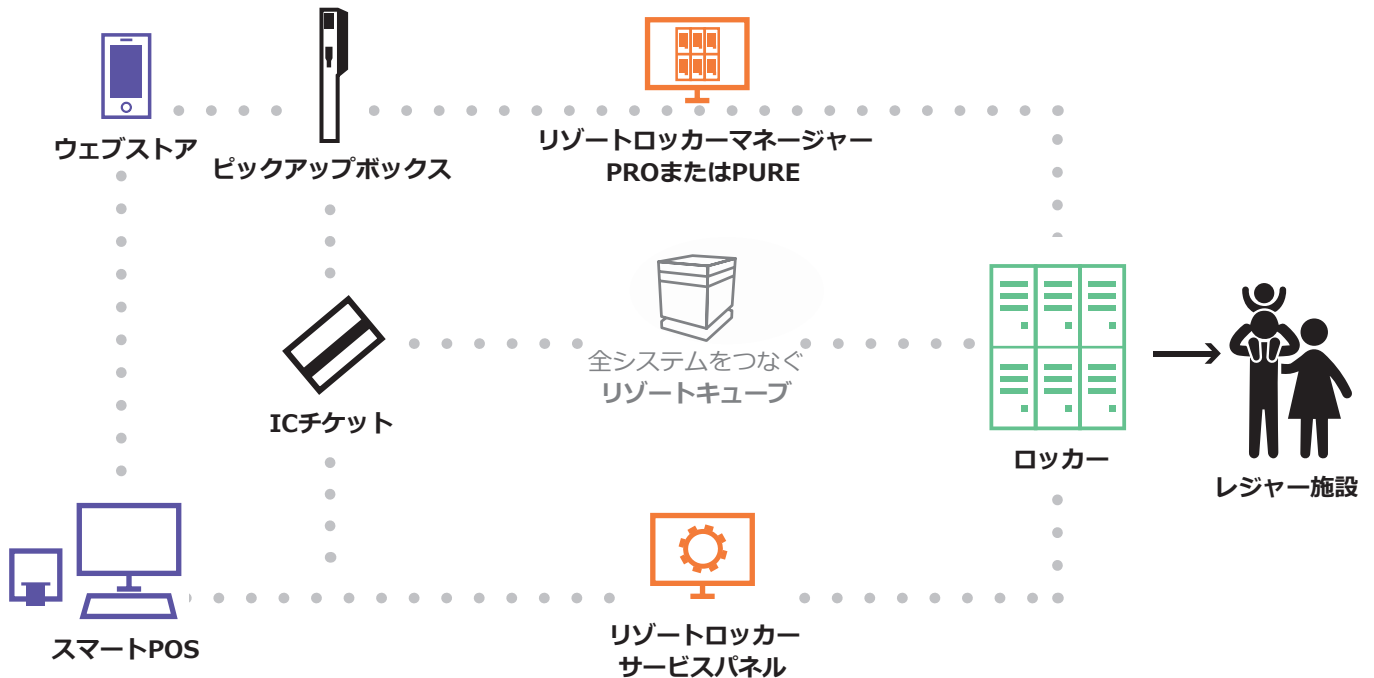 ウェブストア
ピックアップボックス
リゾートロッカーマネージャー
PROまたはPURE
全システムをつなぐ
リゾートキューブ
ICチケット
ロッカー
レジャー施設
スマートPOS
リゾートロッカー
サービスパネル